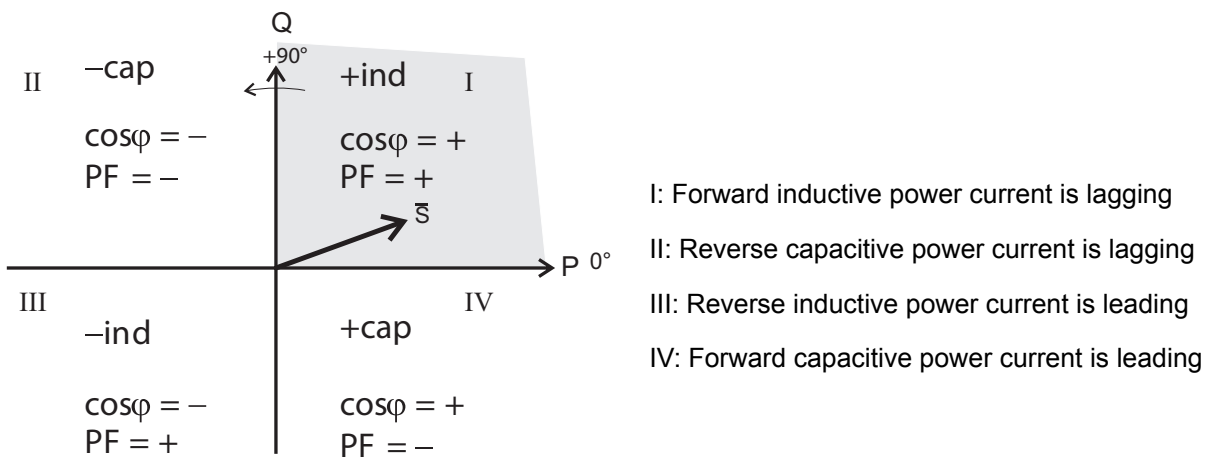 Q
+90°
II
–cap
+ind
I
cosφ = –
PF = –
cosφ = +
PF = +
S̅
P 0°
III
IV
–ind
+cap
cosφ = –
PF = +
cosφ = +
PF = –
I: Forward inductive power current is lagging
II: Reverse capacitive power current is lagging
III: Reverse inductive power current is leading
IV: Forward capacitive power current is leading